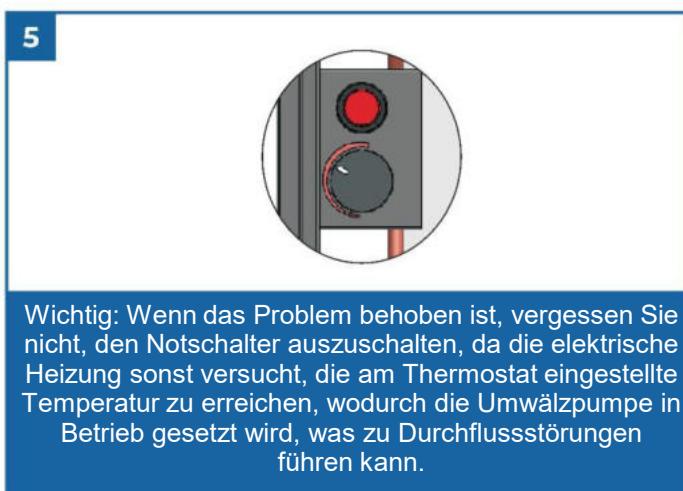 5
Wichtig: Wenn das Problem behoben ist, vergessen Sie
nicht, den Notschalter auszuschalten, da die elektrische
Heizung sonst versucht, die am Thermostat eingestellte
Temperatur zu erreichen, wodurch die Umwälzpumpe in
Betrieb gesetzt wird, was zu Durchflussstörungen
führen kann.